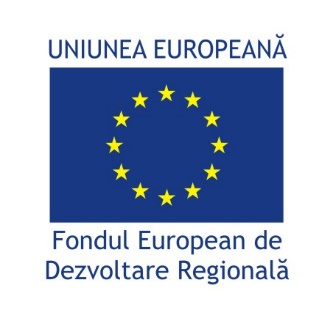 UNIUNEA EUROPEANĂ
Fondul European de
Dezvoltare Regională